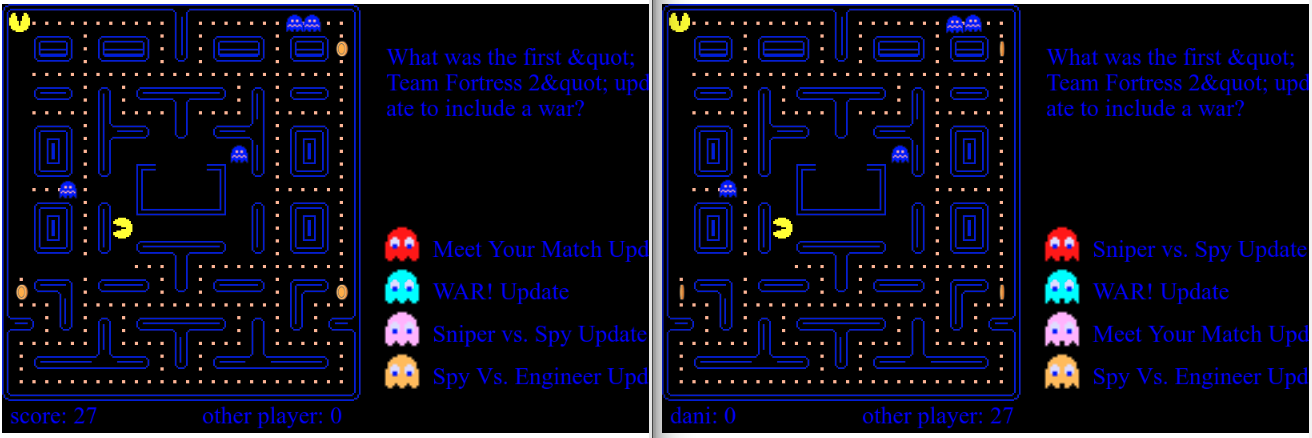 What was the first &quot;
Team Fortress 2&quot; upd
ate to include a war?
Meet Your Match Upd
WAR! Update
Sniper vs. Spy Update
Spy Vs. Engineer Upd
score: 27 other player: 0
What was the first &quot;
Team Fortress 2&quot; upd
ate to include a war?
Sniper vs. Spy Update
WAR! Update
Meet Your Match Upd
Spy Vs. Engineer Upd
dani: 0 other player: 27